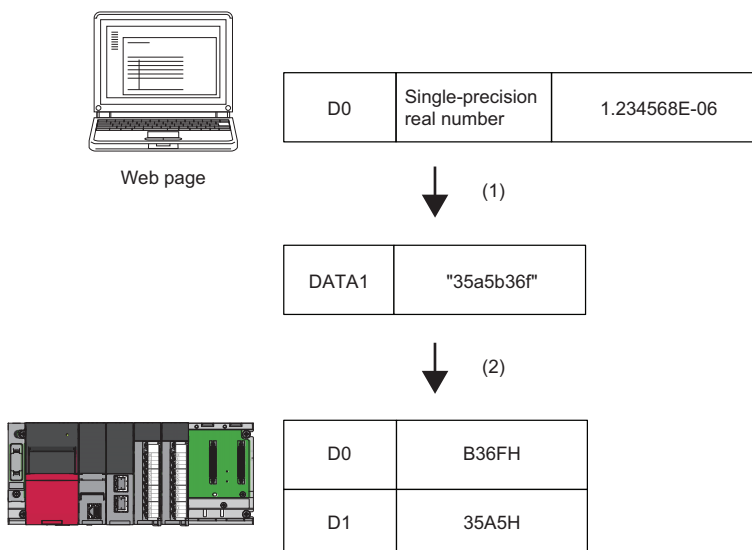 D0
Single-precision
real number
1.234568E-06
Web page
(1)
DATA1
"35a5b36f"
(2)
D0
B36FH
D1
35A5H